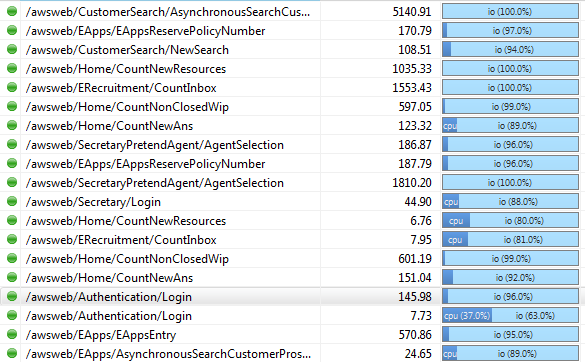 /awsweb/CustomerSearch/AsynchronousSearchCus... 5140.91 io (100.0%)
/awsweb/EApps/EAppsReservePolicyNumber 170.79 io (97.0%)
/awsweb/CustomerSearch/NewSearch 108.51 io (94.0%)
/awsweb/Home/CountNewResources 1035.33 io (100.0%)
/awsweb/ERecruitment/CountInbox 1553.43 io (100.0%)
/awsweb/Home/CountNonClosedWip 597.05 io (99.0%)
/awsweb/Home/CountNewAns 123.32 cpu io (89.0%)
/awsweb/SecretaryPretendAgent/AgentSelection 186.87 io (96.0%)
/awsweb/EApps/EAppsReservePolicyNumber 187.79 io (96.0%)
/awsweb/SecretaryPretendAgent/AgentSelection 1810.20 io (100.0%)
/awsweb/Secretary/Login 44.90 cpu io (88.0%)
/awsweb/Home/CountNewResources 6.76 cpu io (80.0%)
/awsweb/ERecruitment/CountInbox 7.95 cpu io (81.0%)
/awsweb/Home/CountNonClosedWip 601.19 io (99.0%)
/awsweb/Home/CountNewAns 151.04 io (92.0%)
/awsweb/Authentication/Login 145.98 io (96.0%)
/awsweb/Authentication/Login 7.73 cpu (37.0%) io (63.0%)
/awsweb/EApps/EAppsEntry 570.86 io (95.0%)
/awsweb/EApps/AsynchronousSearchCustomerPros... 24.65 cpu io (89.0%)